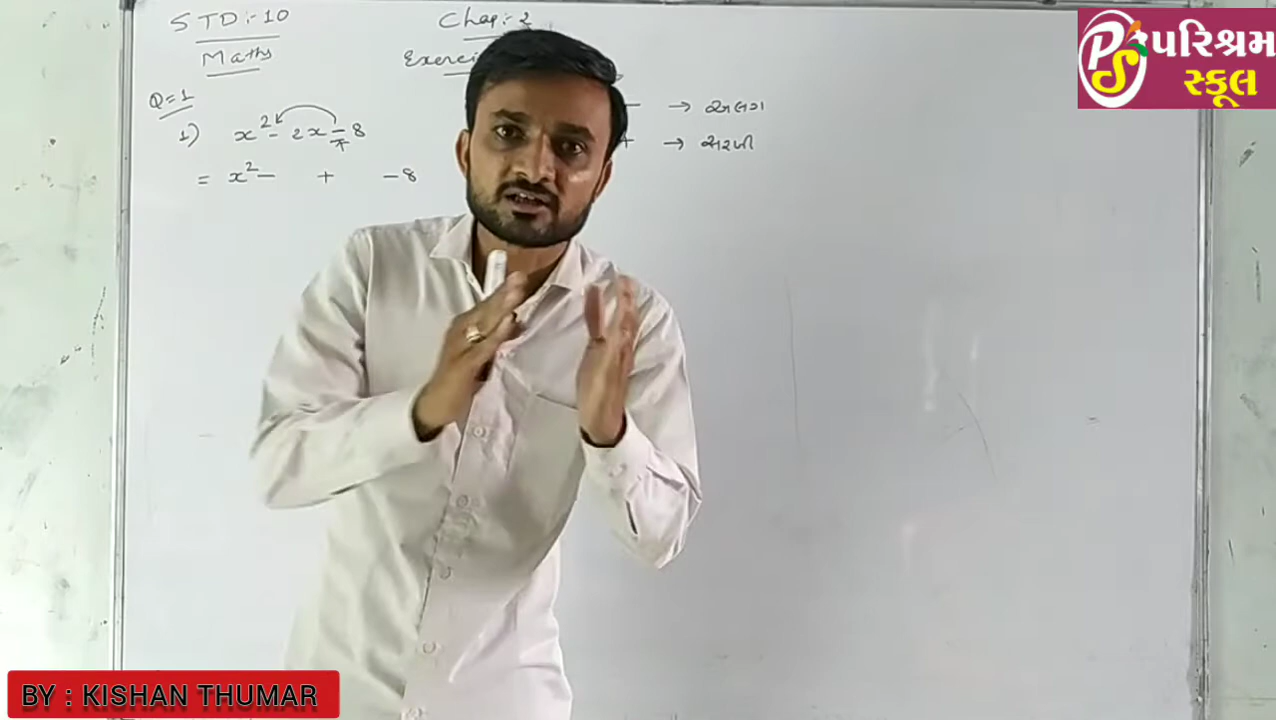 STD:-10
Chap:- 2
Maths
Q=1
1) x² - 2x - 8
- → અલગ
+ → સરખી
= x² -   +   -8
PS પરિશ્રમ
સ્કૂલ
BY : KISHAN THUMAR